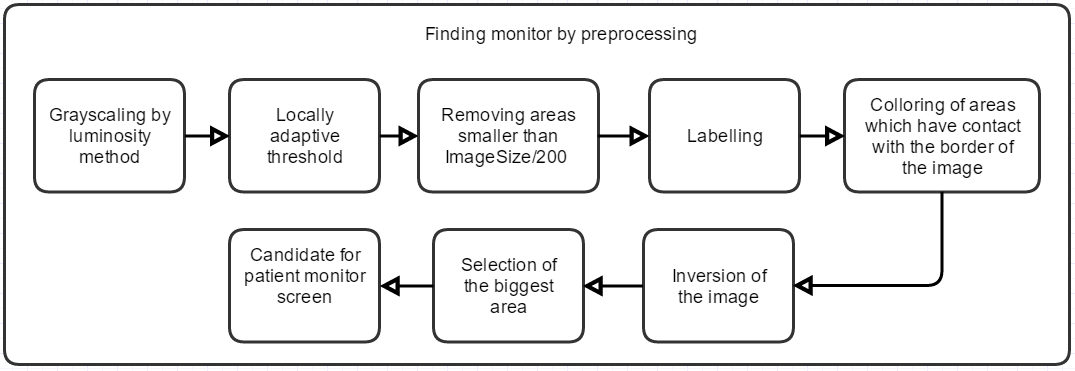 Finding monitor by preprocessing
Grayscaling by
luminosity
method
Locally
adaptive
threshold
Removing areas
smaller than
ImageSize/200
Labelling
Colloring of areas
which have contact
with the border of
the image
Candidate for
patient monitor
screen
Selection of
the biggest
area
Inversion of
the image